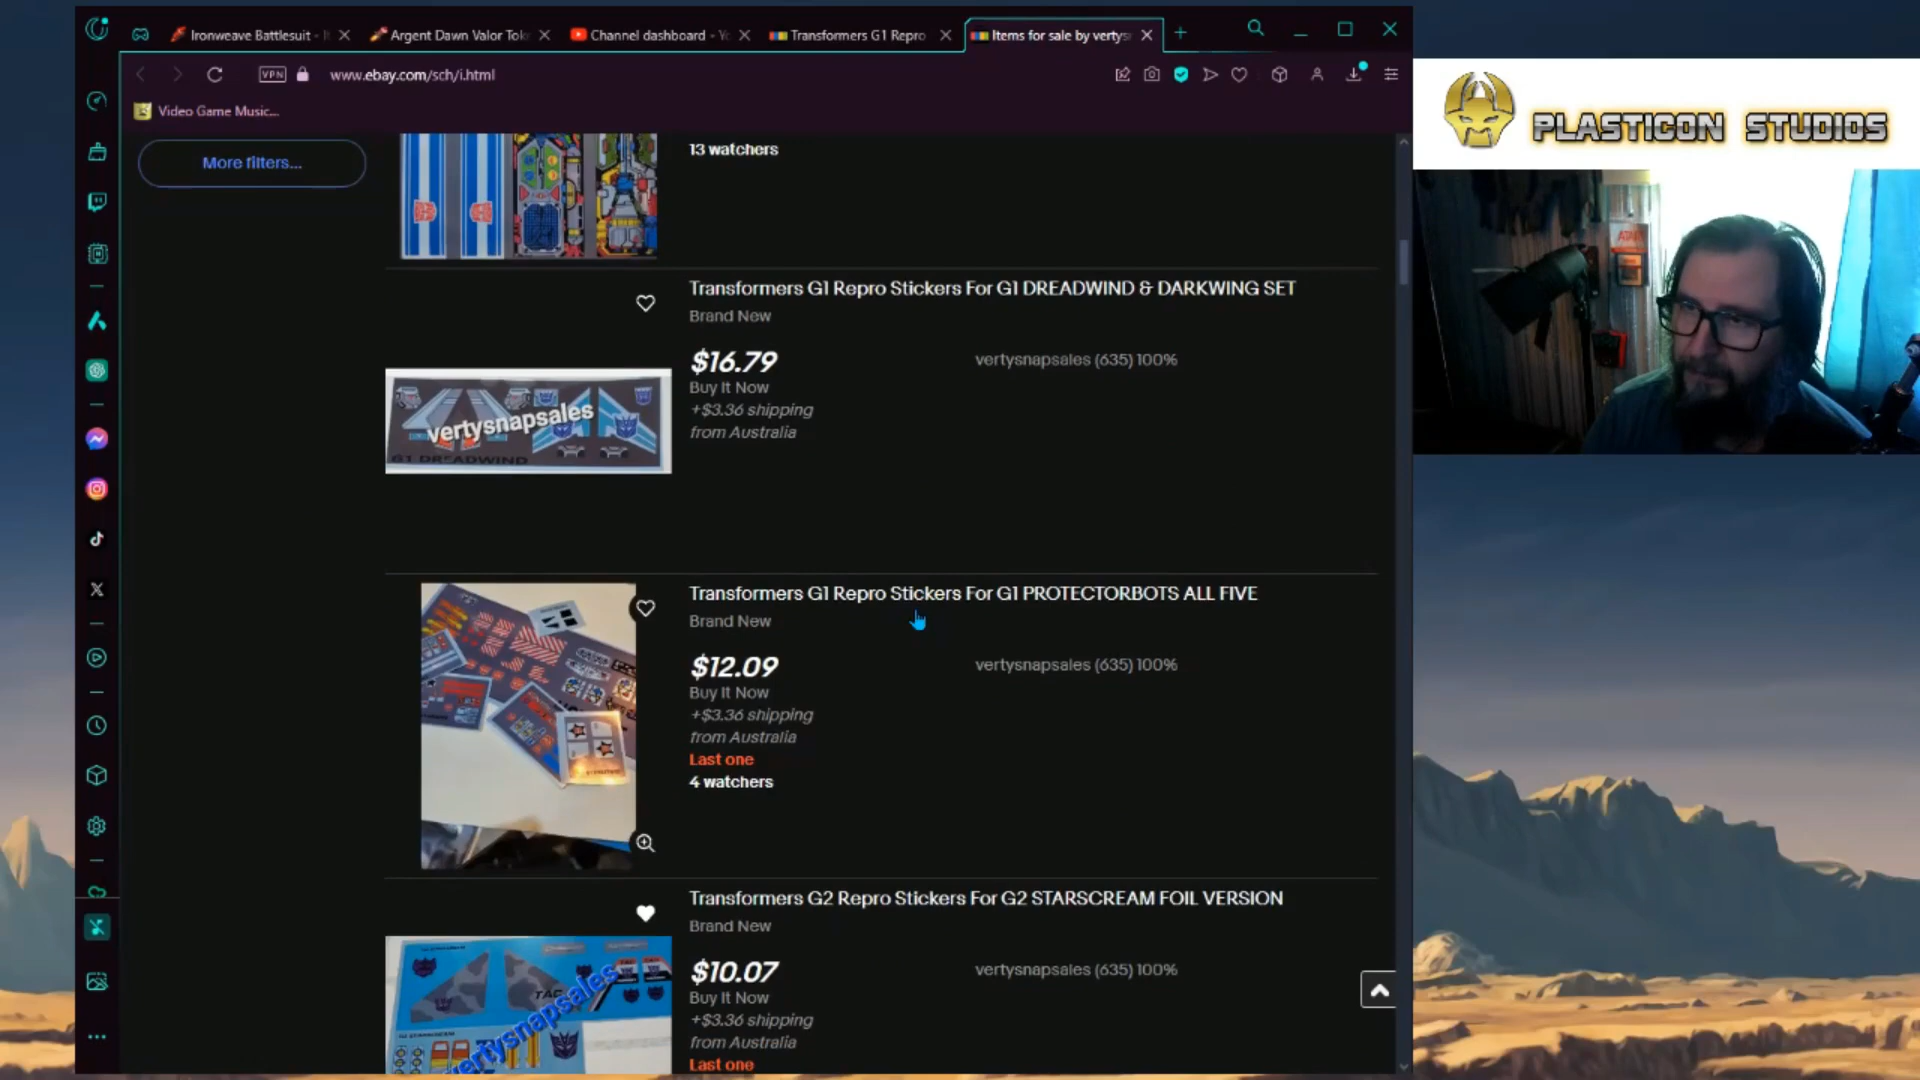 Ironweave Battlesuit -
Argent Dawn Valor Tok
Channel dashboard - Yo
Transformers G1 Repro
Items for sale by vertys
VPN
www.ebay.com/sch/i.html
Video Game Music...
PLASTICON STUDIOS
More filters...
13 watchers
Transformers G1 Repro Stickers For G1 DREADWIND & DARKWING SET
Brand New
$16.79
vertysnapsales (635) 100%
Buy It Now
+$3.36 shipping
from Australia
vertysnapsales
G1 DREADWIND
Transformers G1 Repro Stickers For G1 PROTECTORBOTS ALL FIVE
Brand New
$12.09
vertysnapsales (635) 100%
Buy It Now
+$3.36 shipping
from Australia
Last one
4 watchers
Transformers G2 Repro Stickers For G2 STARSCREAM FOIL VERSION
Brand New
$10.07
vertysnapsales (635) 100%
Buy It Now
+$3.36 shipping
from Australia
Last one
vertysnapsales
ATARI